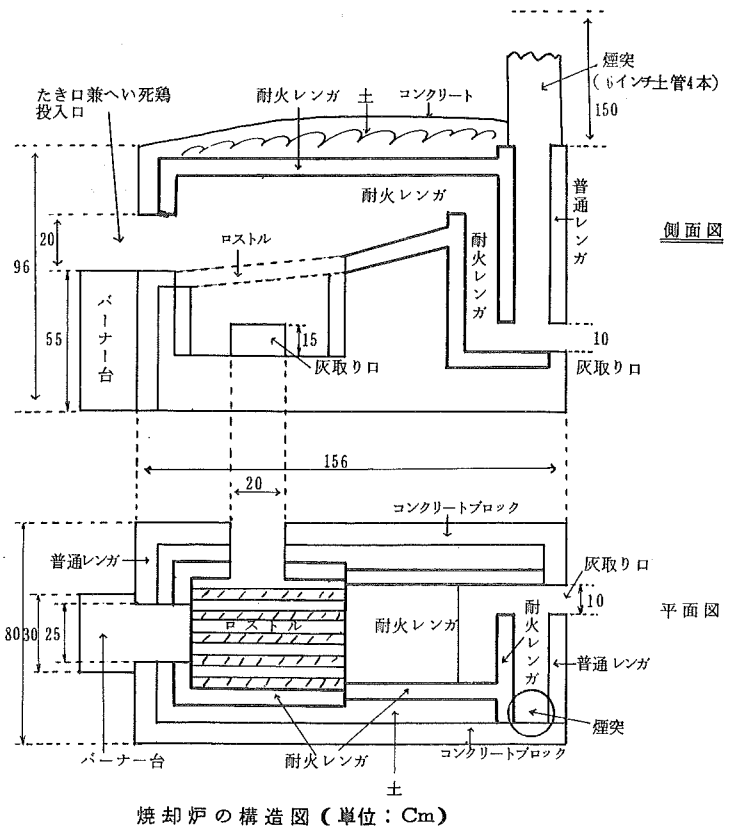 煙突
(6インチ土管4本)
150
たき口兼へい死鶏
投入口
耐火レンガ
土
コンクリート
耐火レンガ
普通レンガ
側面図
20
96
ロストル
耐火レンガ
55
バーナー台
15
灰取り口
10
灰取り口
156
20
コンクリートブロック
普通レンガ
灰取り口
80
30
25
ロストル
耐火レンガ
耐火レンガ
10
平面図
普通レンガ
バーナー台
耐火レンガ
土
コンクリートブロック
煙突
焼却炉の構造図(単位:Cm)